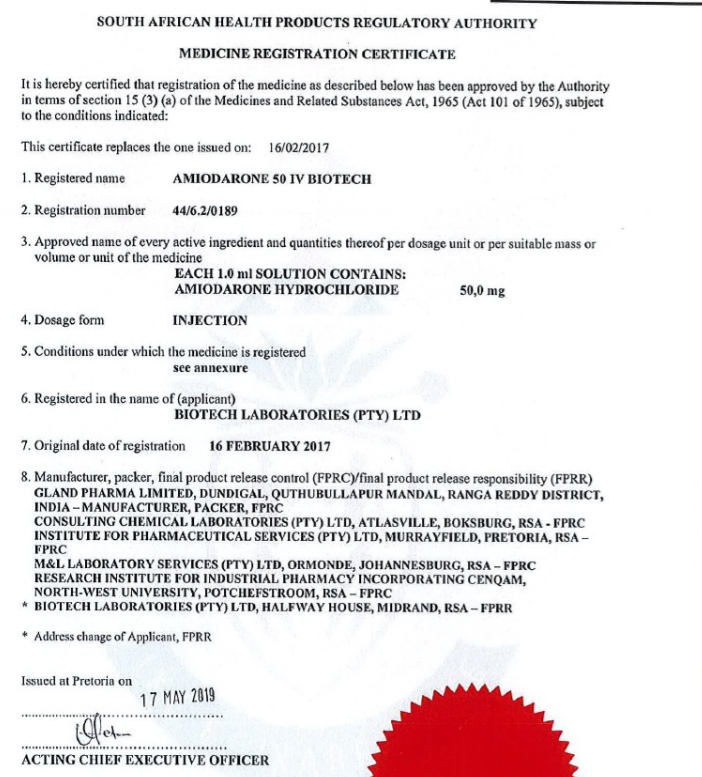 SOUTH AFRICAN HEALTH PRODUCTS REGULATORY AUTHORITY
MEDICINE REGISTRATION CERTIFICATE
It is hereby certified that registration of the medicine as described below has been approved by the Authority
in terms of section 15 (3) (a) of the Medicines and Related Substances Act, 1965 (Act 101 of 1965), subject
to the conditions indicated:
This certificate replaces the one issued on: 16/02/2017
1. Registered name AMIODARONE 50 IV BIOTECH
2. Registration number 44/6.2/0189
3. Approved name of every active ingredient and quantities thereof per dosage unit or per suitable mass or
volume or unit of the medicine
EACH 1.0 ml SOLUTION CONTAINS:
AMIODARONE HYDROCHLORIDE 50,0 mg
4. Dosage form INJECTION
5. Conditions under which the medicine is registered
see annexure
6. Registered in the name of (applicant)
BIOTECH LABORATORIES (PTY) LTD
7. Original date of registration 16 FEBRUARY 2017
8. Manufacturer, packer, final product release control (FPRC)/final product release responsibility (FPRR)
GLAND PHARMA LIMITED, DUNDIGAL, QUTHUBULLAPUR MANDAL, RANGA REDDY DISTRICT,
INDIA – MANUFACTURER, PACKER, FPRC
CONSULTING CHEMICAL LABORATORIES (PTY) LTD, ATLASVILLE, BOKSBURG, RSA - FPRC
INSTITUTE FOR PHARMACEUTICAL SERVICES (PTY) LTD, MURRAYFIELD, PRETORIA, RSA –
FPRC
M&L LABORATORY SERVICES (PTY) LTD, ORMONDE, JOHANNESBURG, RSA – FPRC
RESEARCH INSTITUTE FOR INDUSTRIAL PHARMACY INCORPORATING CENQAM,
NORTH-WEST UNIVERSITY, POTCHEFSTROOM, RSA – FPRC
* BIOTECH LABORATORIES (PTY) LTD, HALFWAY HOUSE, MIDRAND, RSA – FPRR
* Address change of Applicant, FPRR
Issued at Pretoria on
17 MAY 2019
ACTING CHIEF EXECUTIVE OFFICER